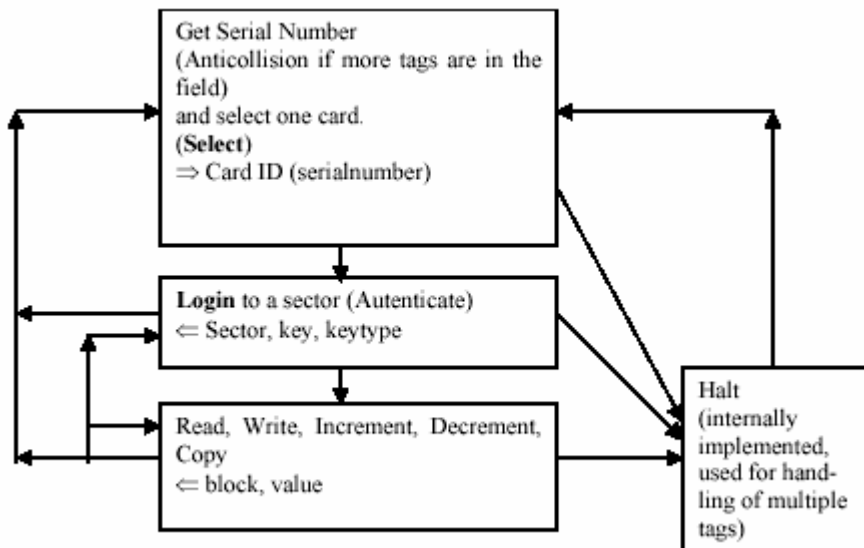 Get Serial Number
(Anticollision if more tags are in the
field)
and select one card.
(Select)
⇒ Card ID (serialnumber)
Login to a sector (Autenticate)
⇐ Sector, key, keytype
Read, Write, Increment, Decrement,
Copy
⇐ block, value
Halt
(internally
implemented,
used for hand-
ling of multiple
tags)